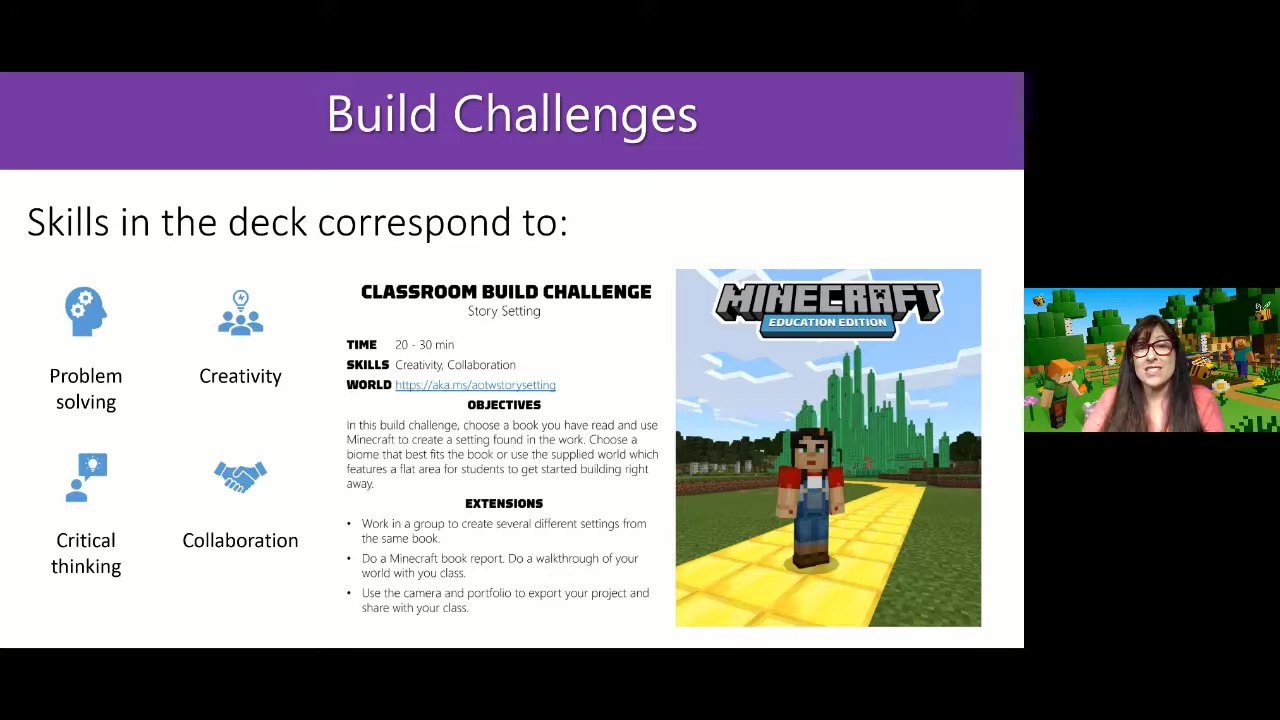 Build Challenges
Skills in the deck correspond to:
Problem
solving
Creativity
Critical
thinking
Collaboration
CLASSROOM BUILD CHALLENGE
Story Setting
TIME 20 - 30 min
SKILLS Creativity, Collaboration
WORLD https://aka.ms/aotwstorysetting
OBJECTIVES
In this build challenge, choose a book you have read and use
Minecraft to create a setting found in the work. Choose a
biome that best fits the book or use the supplied world which
features a flat area for students to get started building right
away.
EXTENSIONS
• Work in a group to create several different settings from
the same book.
• Do a Minecraft book report. Do a walkthrough of your
world with you class.
• Use the camera and portfolio to export your project and
share with your class.
MINECRAFT
EDUCATION EDITION